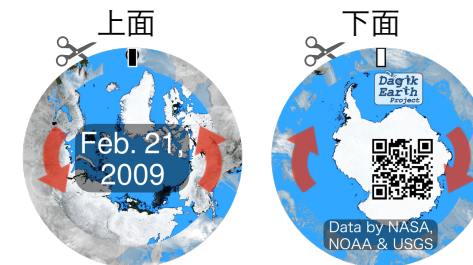 上面
下面
Feb. 21,
2009
Dagik
Earth
Project
Data by NASA,
NOAA & USGS